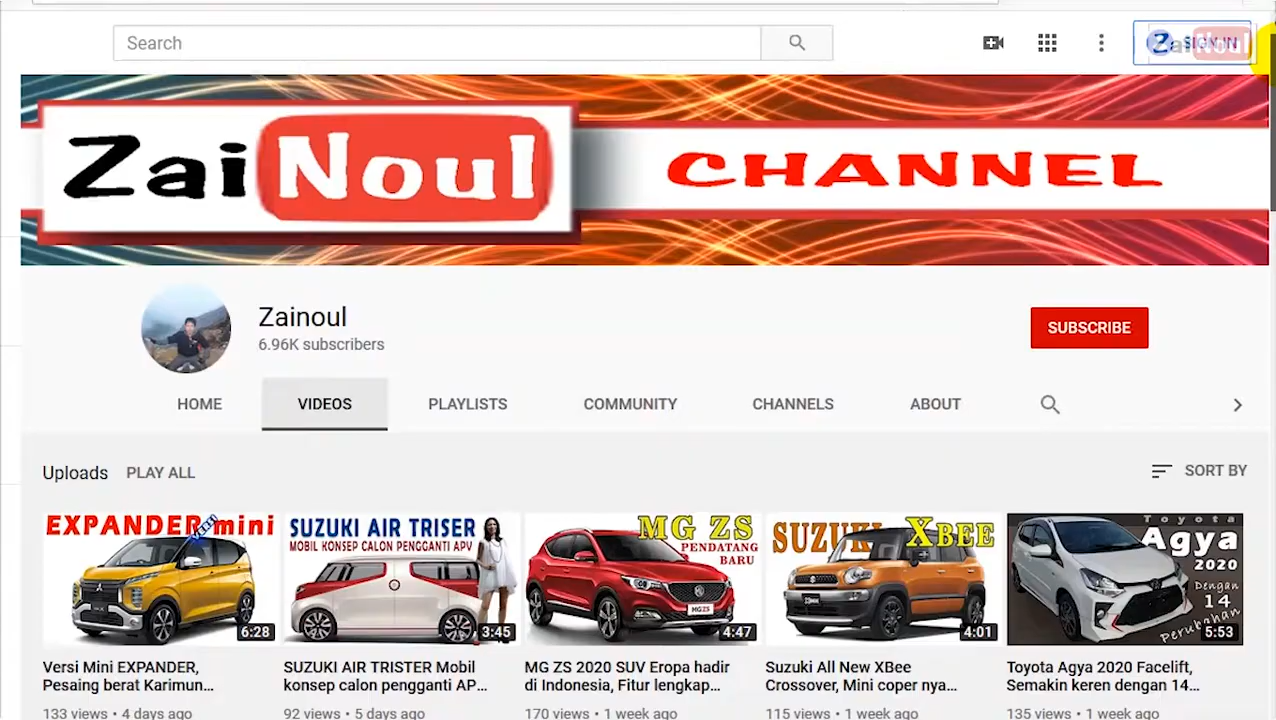 Search
SIGN IN
ZaiNoul
ZaiNoul CHANNEL
Zainoul
6.96K subscribers
SUBSCRIBE
HOME VIDEOS PLAYLISTS COMMUNITY CHANNELS ABOUT
Uploads PLAY ALL SORT BY
EXPANDER mini
6:28
SUZUKI AIR TRISER
MOBIL KONSEP CALON PENGGANTI APV
3:45
MG ZS
PENDATANG
BARU
MG ZS
4:47
SUZUKI XBEE
4:01
Toyota
Agya
2020
Dengan
14
Perubahan
5:53
Versi Mini EXPANDER,
Pesaing berat Karimun...
133 views • 4 days ago
SUZUKI AIR TRISTER Mobil
konsep calon pengganti AP...
92 views • 5 days ago
MG ZS 2020 SUV Eropa hadir
di Indonesia, Fitur lengkap...
170 views • 1 week ago
Suzuki All New XBee
Crossover, Mini coper nya...
115 views • 1 week ago
Toyota Agya 2020 Facelift,
Semakin keren dengan 14...
135 views • 1 week ago